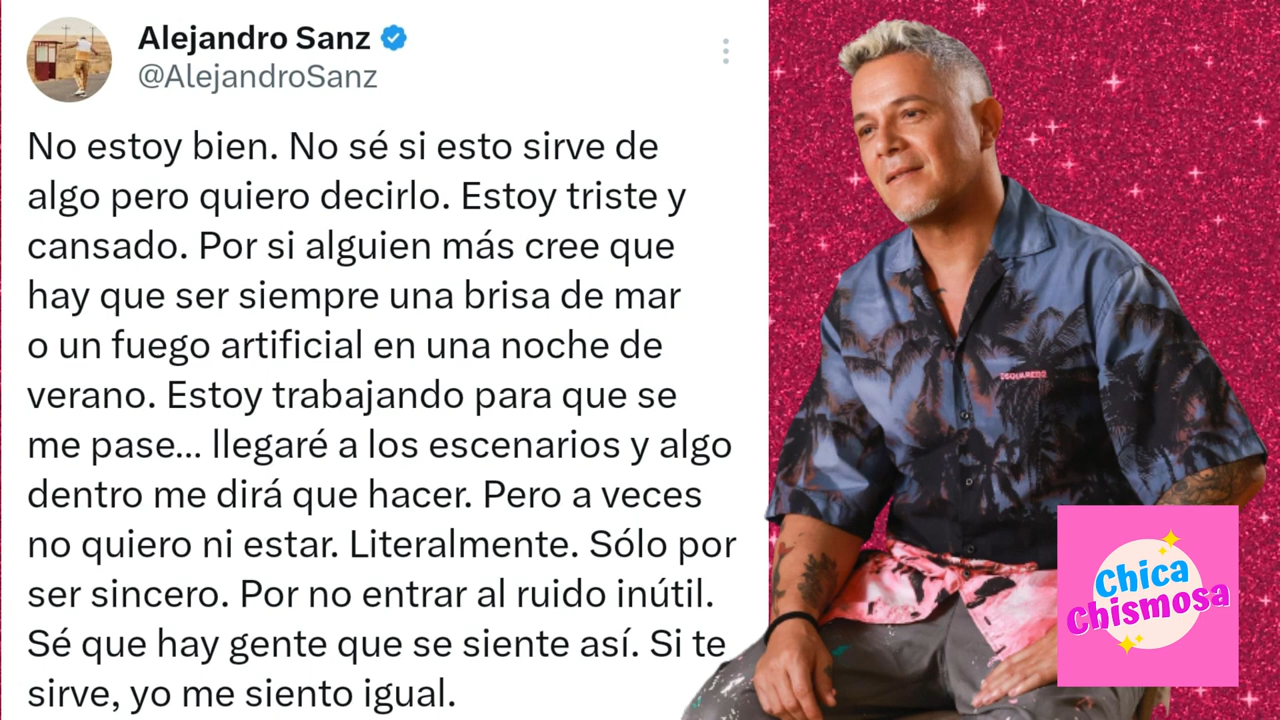 Alejandro Sanz
@AlejandroSanz
No estoy bien. No sé si esto sirve de
algo pero quiero decirlo. Estoy triste y
cansado. Por si alguien más cree que
hay que ser siempre una brisa de mar
o un fuego artificial en una noche de
verano. Estoy trabajando para que se
me pase... llegaré a los escenarios y algo
dentro me dirá que hacer. Pero a veces
no quiero ni estar. Literalmente. Sólo por
ser sincero. Por no entrar al ruido inútil.
Sé que hay gente que se siente así. Si te
sirve, yo me siento igual.
DSQUARED2
Chica
Chismosa